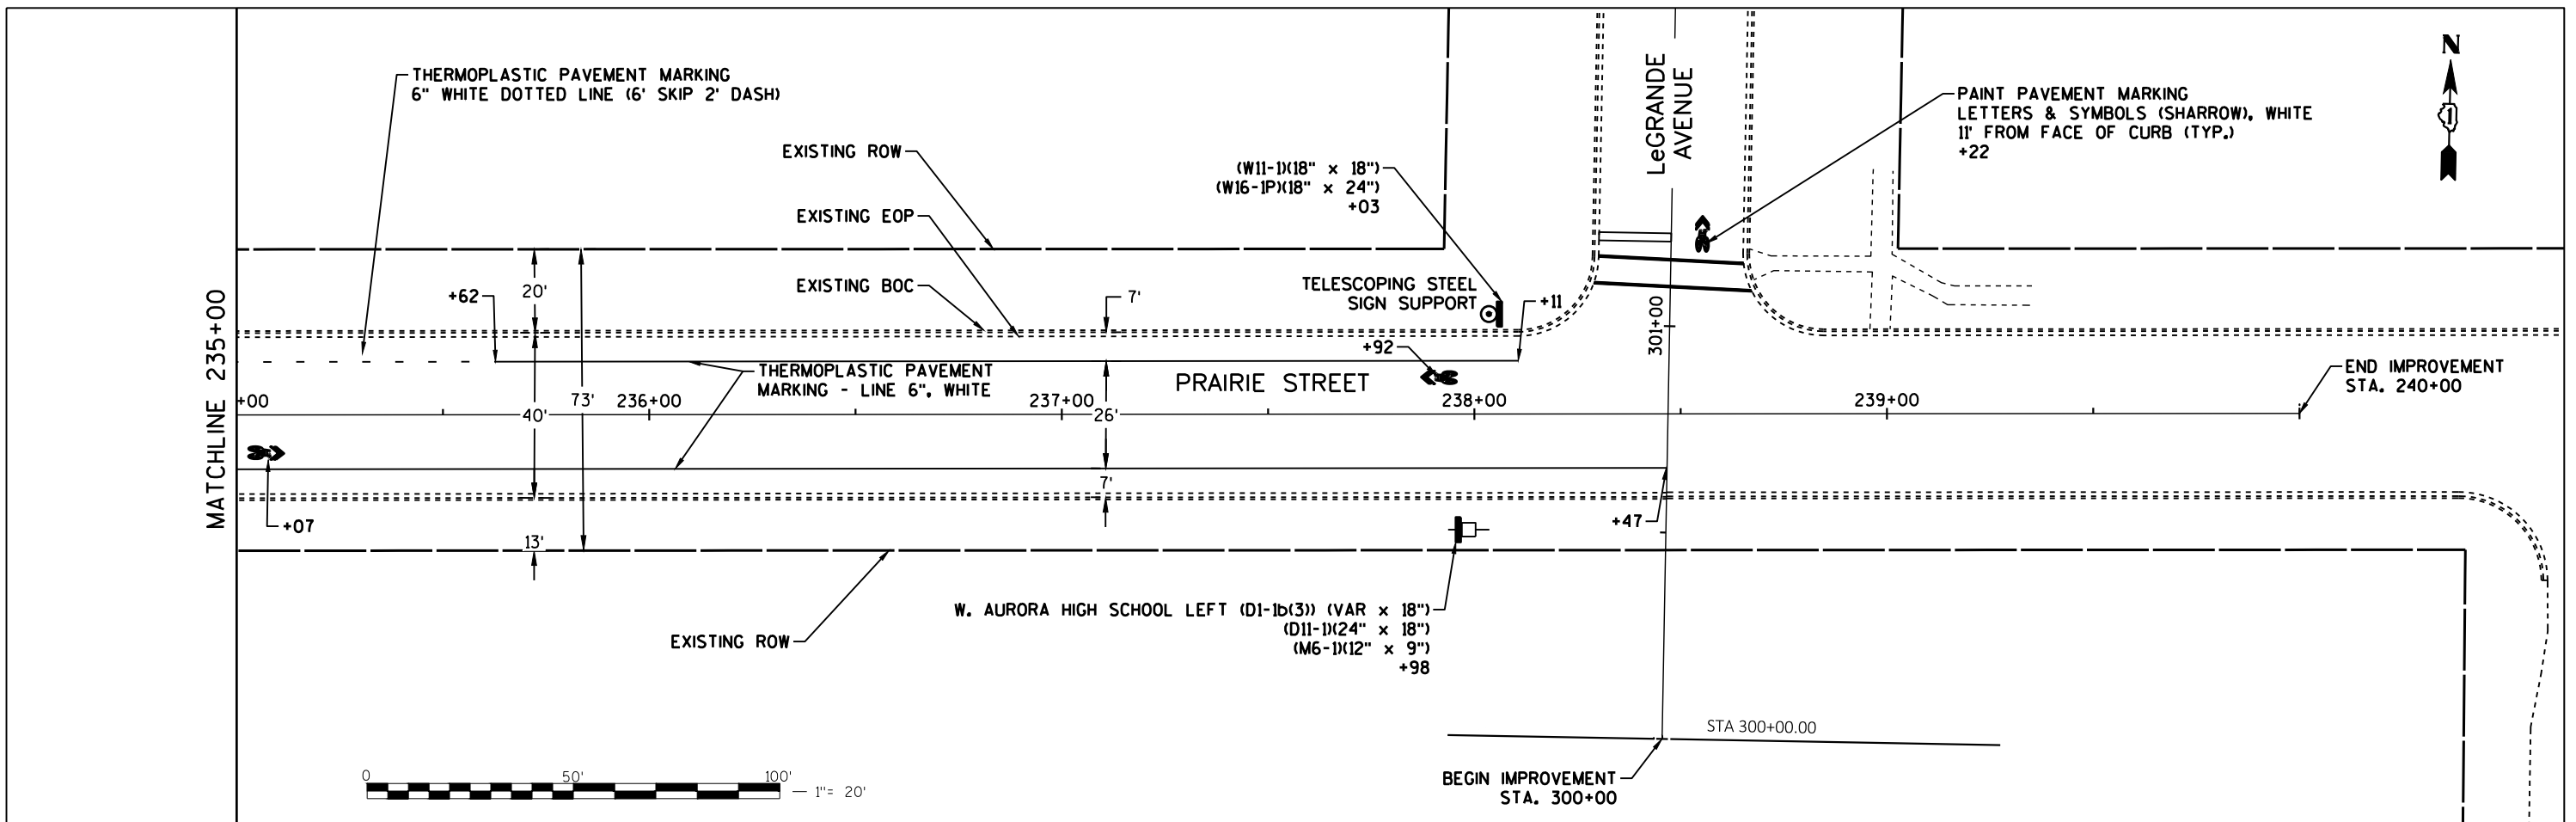 THERMOPLASTIC PAVEMENT MARKING
6" WHITE DOTTED LINE (6' SKIP 2' DASH)
EXISTING ROW
EXISTING EOP
EXISTING BOC
(W11-1)(18" x 18")
(W16-1P)(18" x 24")
+03
TELESCOPING STEEL
SIGN SUPPORT
LeGRANDE
AVENUE
PAINT PAVEMENT MARKING
LETTERS & SYMBOLS (SHARROW), WHITE
11' FROM FACE OF CURB (TYP.)
+22
N
1
MATCHLINE 235+00
+62
20'
7'
+11
+92
301+00
THERMOPLASTIC PAVEMENT
MARKING - LINE 6", WHITE
PRAIRIE STREET
END IMPROVEMENT
STA. 240+00
+00
73'
236+00
237+00
238+00
239+00
40'
26'
7'
+07
+47
13'
W. AURORA HIGH SCHOOL LEFT (D1-1b(3)) (VAR x 18")
(D11-1)(24" x 18")
(M6-1)(12" x 9")
+98
EXISTING ROW
STA 300+00.00
BEGIN IMPROVEMENT
STA. 300+00
0
50'
100'
1"= 20'